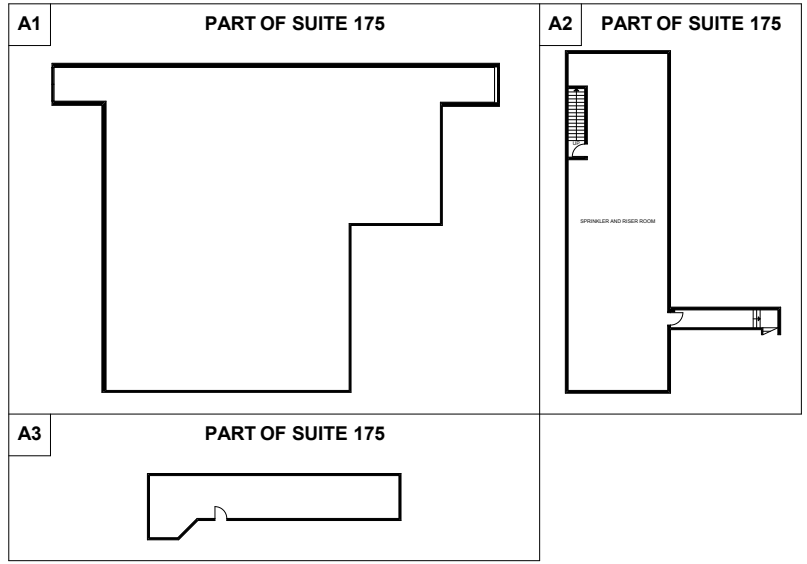 A1
PART OF SUITE 175
A2
PART OF SUITE 175
UP
SPRINKLER AND RISER ROOM
A3
PART OF SUITE 175